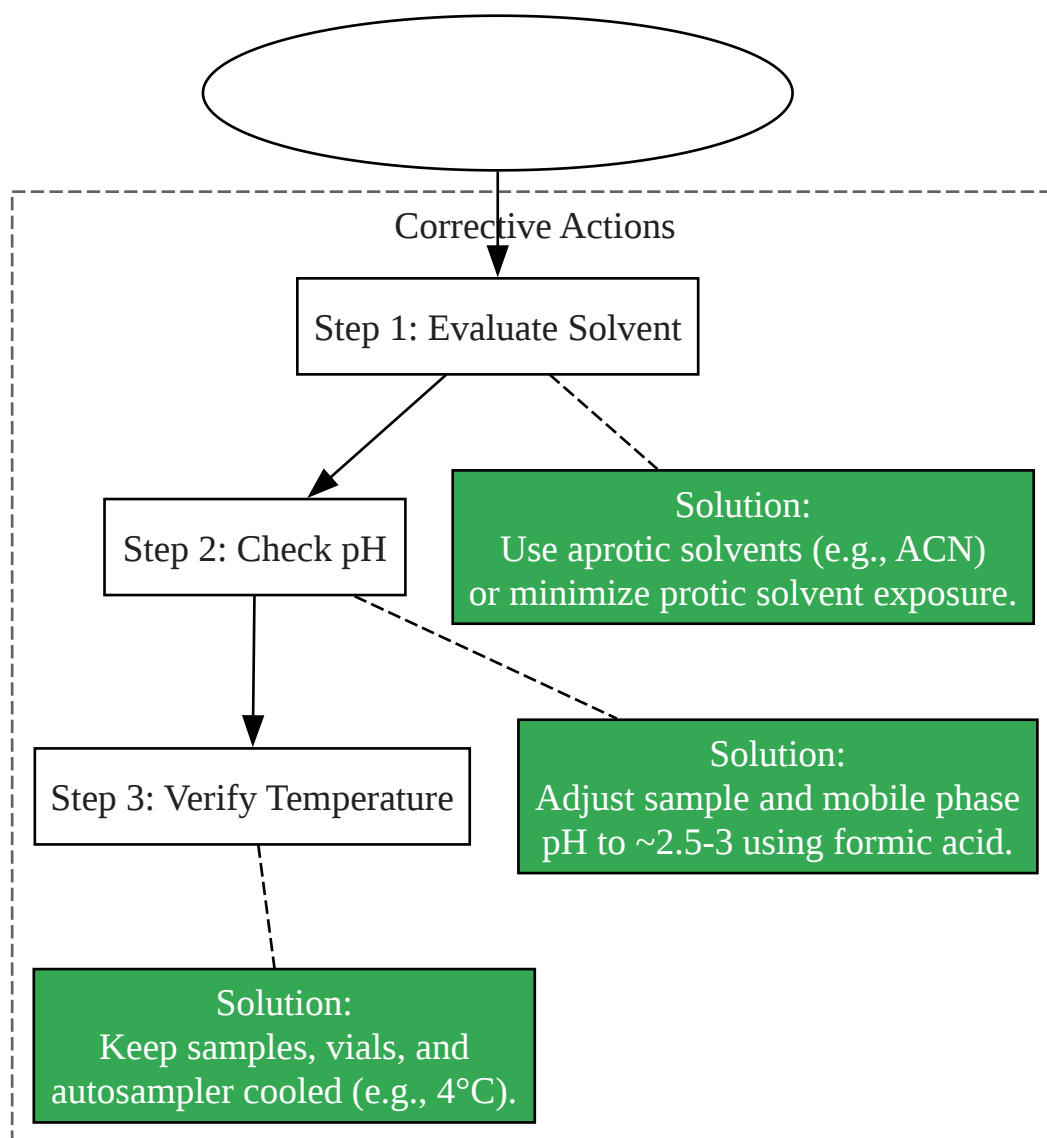 Corrective Actions
Step 1: Evaluate Solvent
Solution:
Use aprotic solvents (e.g., ACN)
or minimize protic solvent exposure.
Step 2: Check pH
Solution:
Adjust sample and mobile phase
pH to ~2.5-3 using formic acid.
Step 3: Verify Temperature
Solution:
Keep samples, vials, and
autosampler cooled (e.g., 4°C).